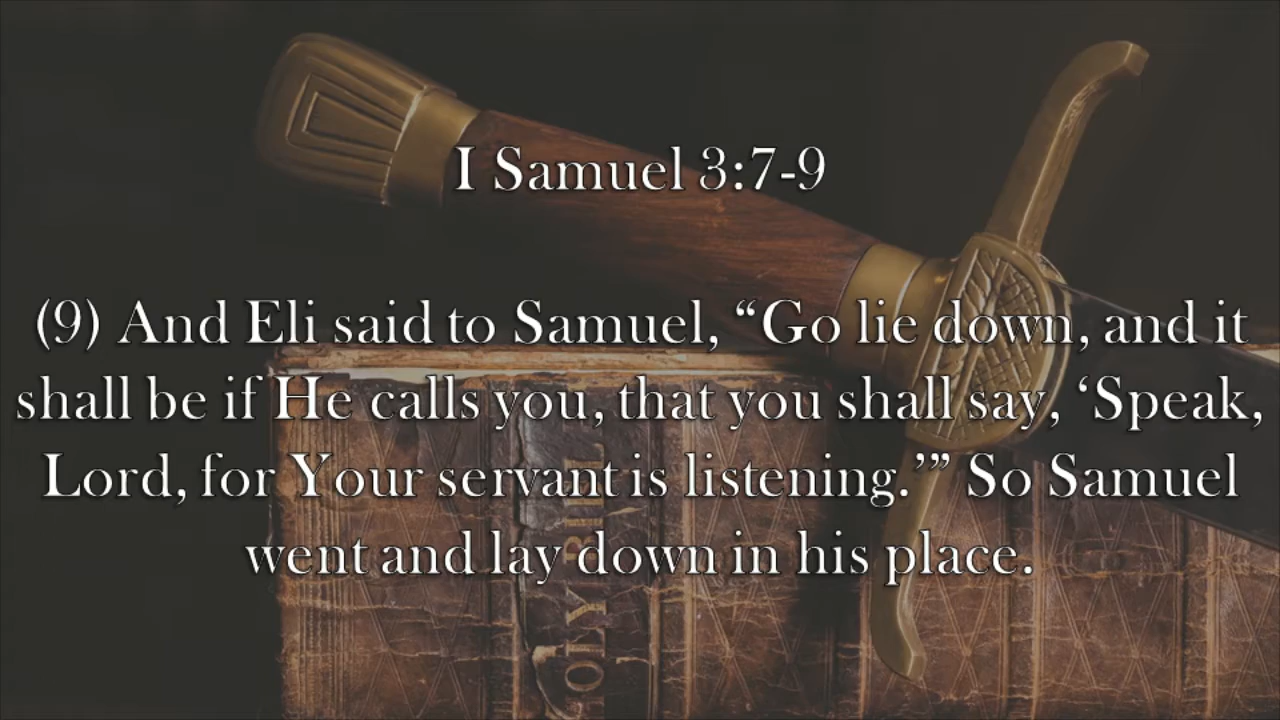 I Samuel 3:7-9
(9) And Eli said to Samuel, “Go lie down, and it
shall be if He calls you, that you shall say, ‘Speak,
Lord, for Your servant is listening.’” So Samuel
went and lay down in his place.
HOLY BIBL